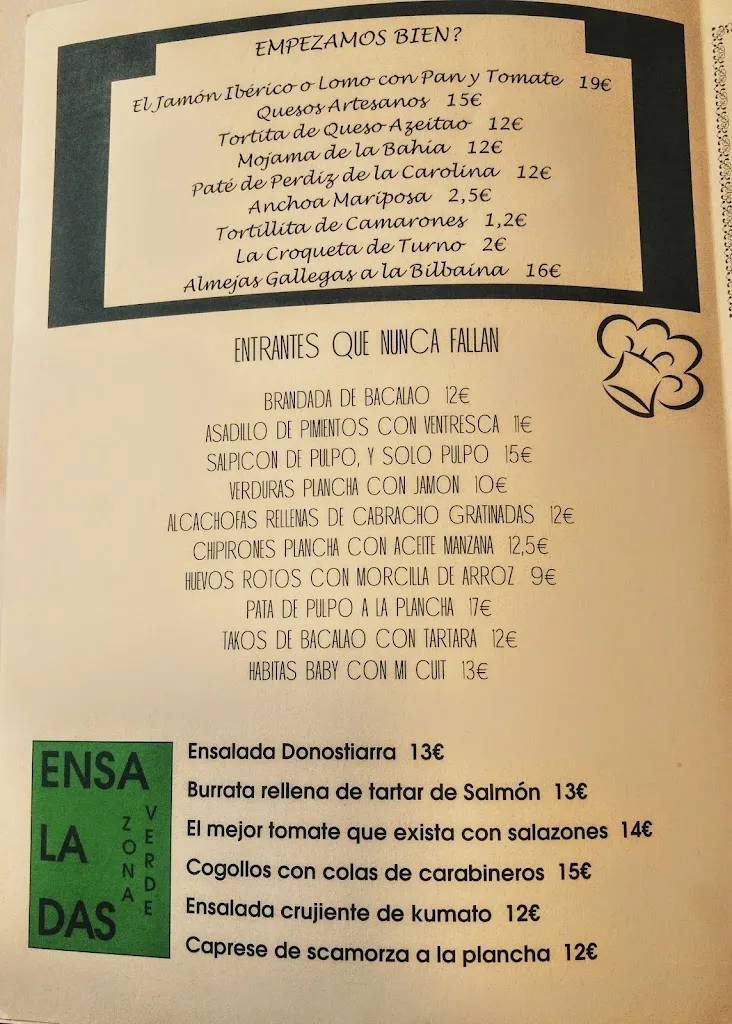 EMPEZAMOS BIEN?
El Jamón Ibérico o Lomo con Pan y Tomate 19€
Quesos Artesanos 15€
Tortita de Queso Azeitao 12€
Mojama de la Bahia 12€
Paté de Perdiz de la Carolina 12€
Anchoa Mariposa 2,5€
Tortillita de Camarones 1,2€
La Croqueta de Turno 2€
Almejas Gallegas a la Bilbaina 16€
ENTRANTES QUE NUNCA FALLAN
BRANDADA DE BACALAO 12€
ASADILLO DE PIMIENTOS CON VENTRESCA 11€
SALPICON DE PULPO, Y SOLO PULPO 15€
VERDURAS PLANCHA CON JAMON 10€
ALCACHOFAS RELLENAS DE CABRACHO GRATINADAS 12€
CHIPIRONES PLANCHA CON ACEITE MANZANA 12,5€
HUEVOS ROTOS CON MORCILLA DE ARROZ 9€
PATA DE PULPO A LA PLANCHA 17€
TAKOS DE BACALAO CON TARTARA 12€
HABITAS BABY CON MI CUIT 13€
ENSA
LA
DAS
ZONA
VERDE
Ensalada Donostiarra 13€
Burrata rellena de tartar de Salmón 13€
El mejor tomate que exista con salazones 14€
Cogollos con colas de carabineros 15€
Ensalada crujiente de kumato 12€
Caprese de scamorza a la plancha 12€